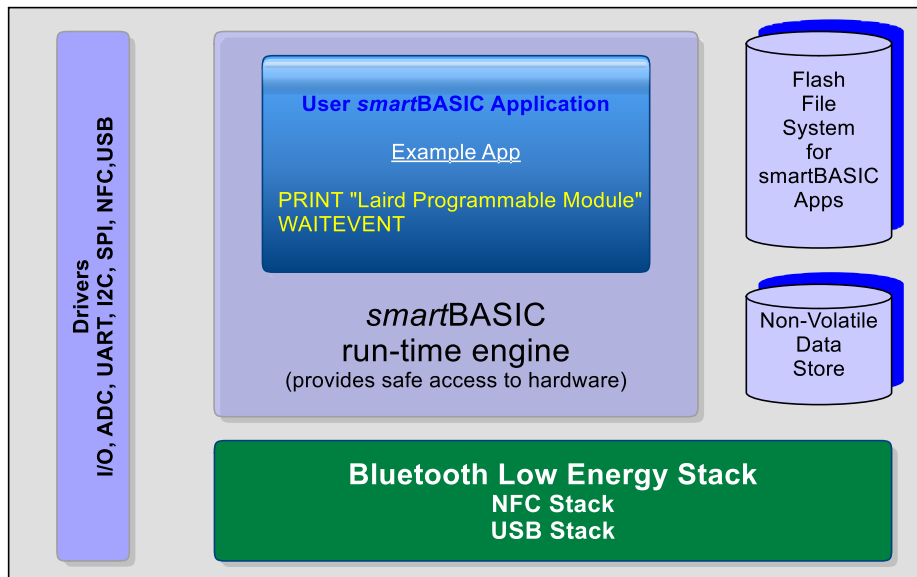 Drivers
I/O, ADC, UART, I2C, SPI, NFC,USB
User smartBASIC Application
Example App
PRINT "Laird Programmable Module"
WAITEVENT
smartBASIC
run-time engine
(provides safe access to hardware)
Flash
File
System
for
smartBASIC
Apps
Non-Volatile
Data
Store
Bluetooth Low Energy Stack
NFC Stack
USB Stack